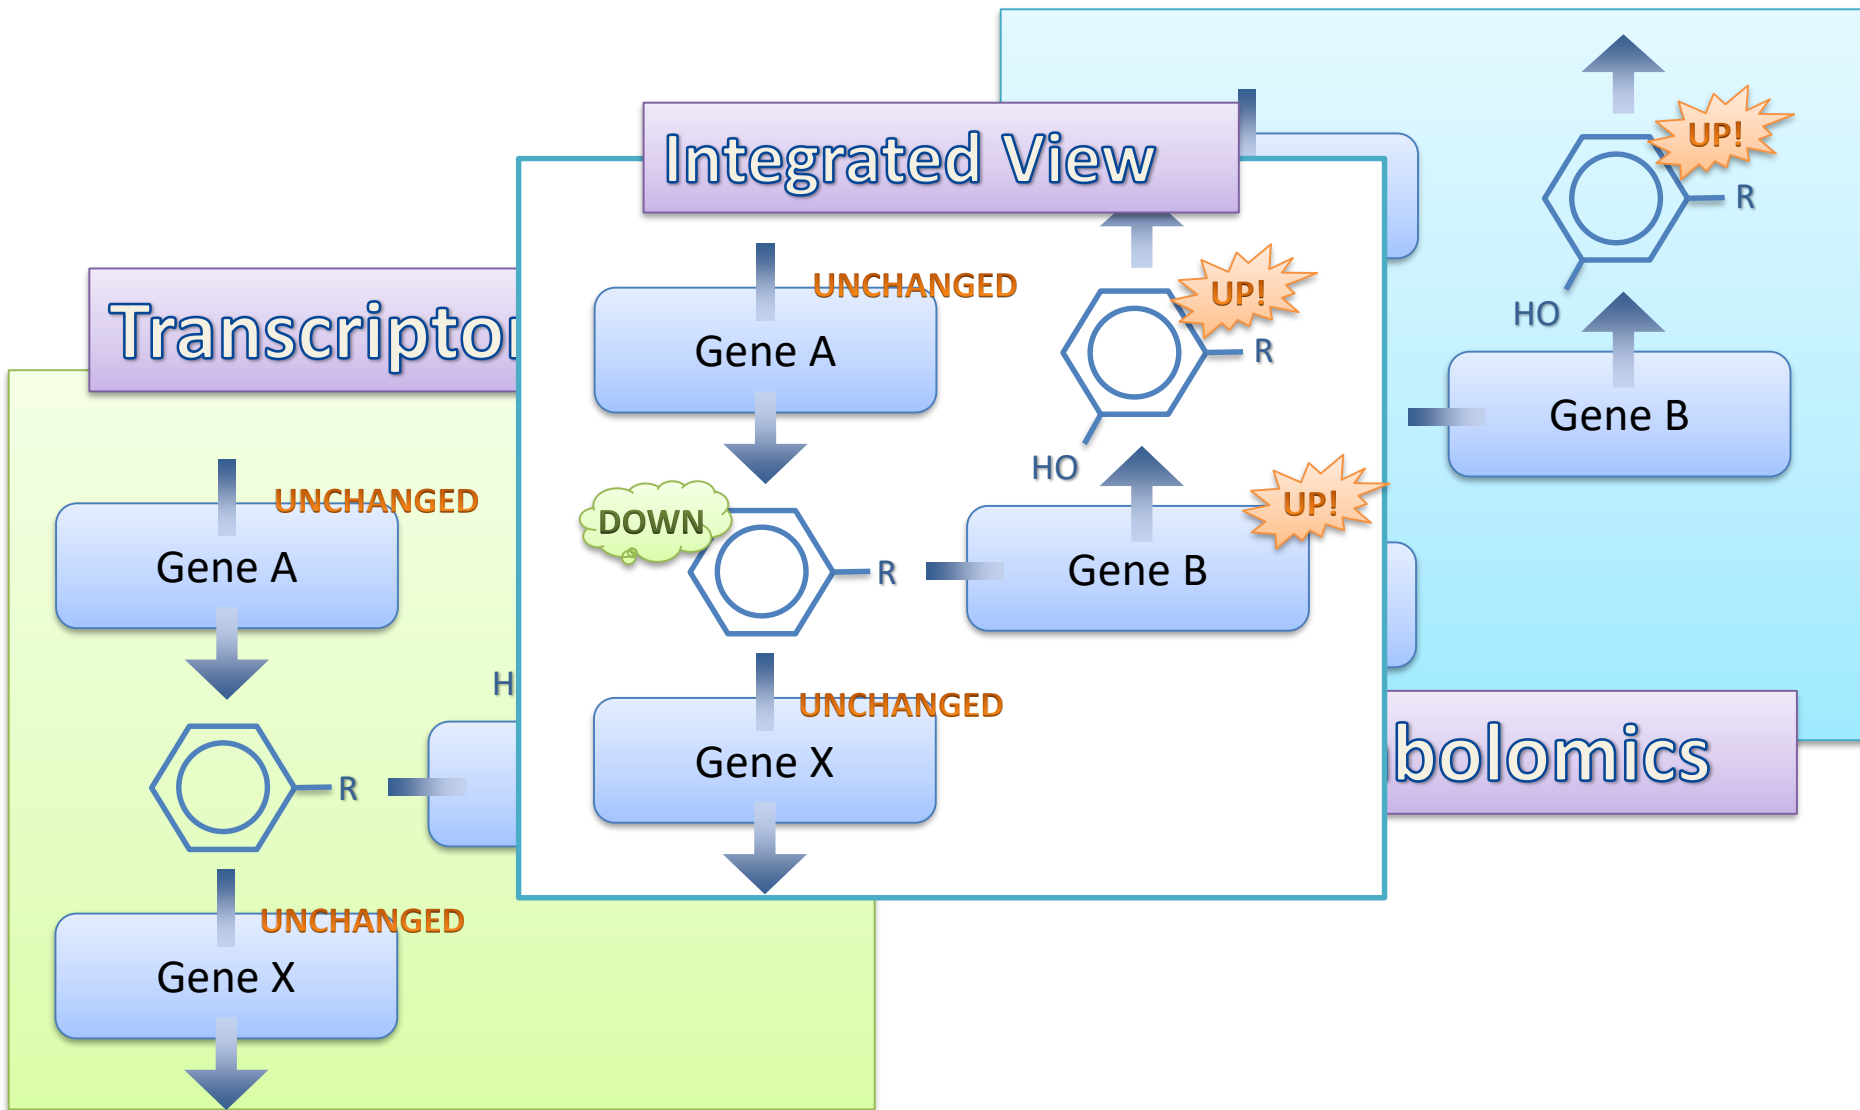 Integrated View
UNCHANGED
Gene A
UP!
R
HO
DOWN
R
Gene B
UP!
UNCHANGED
Gene X
UNCHANGED
Gene A
H
R
UNCHANGED
Gene X
UP!
R
HO
Gene B
bolomics